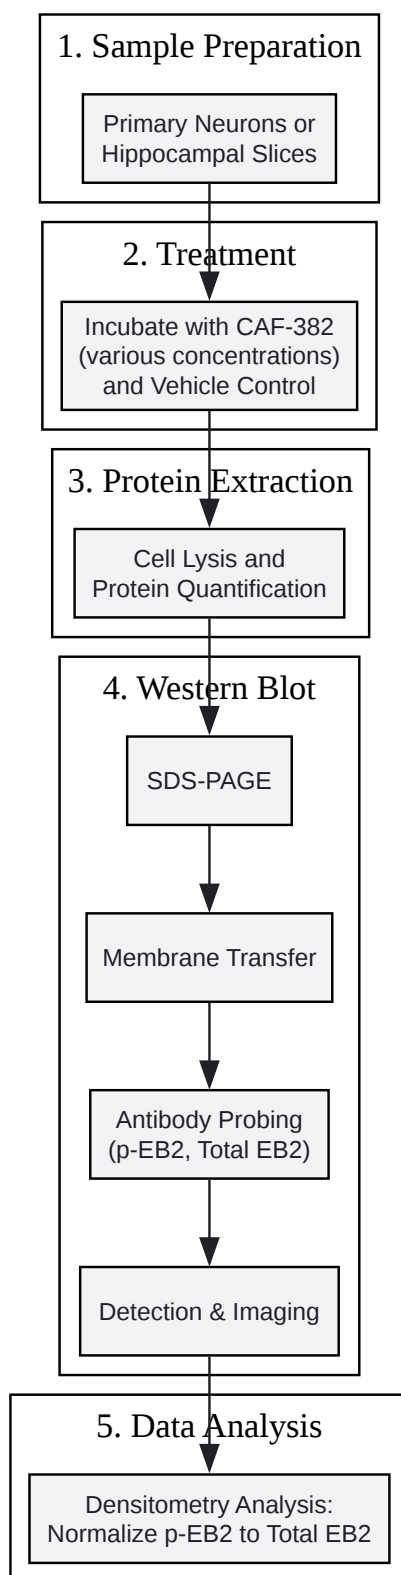 1. Sample Preparation
Primary Neurons or
Hippocampal Slices
2. Treatment
Incubate with CAF-382
(various concentrations)
and Vehicle Control
3. Protein Extraction
Cell Lysis and
Protein Quantification
4. Western Blot
SDS-PAGE
Membrane Transfer
Antibody Probing
(p-EB2, Total EB2)
Detection & Imaging
5. Data Analysis
Densitometry Analysis:
Normalize p-EB2 to Total EB2